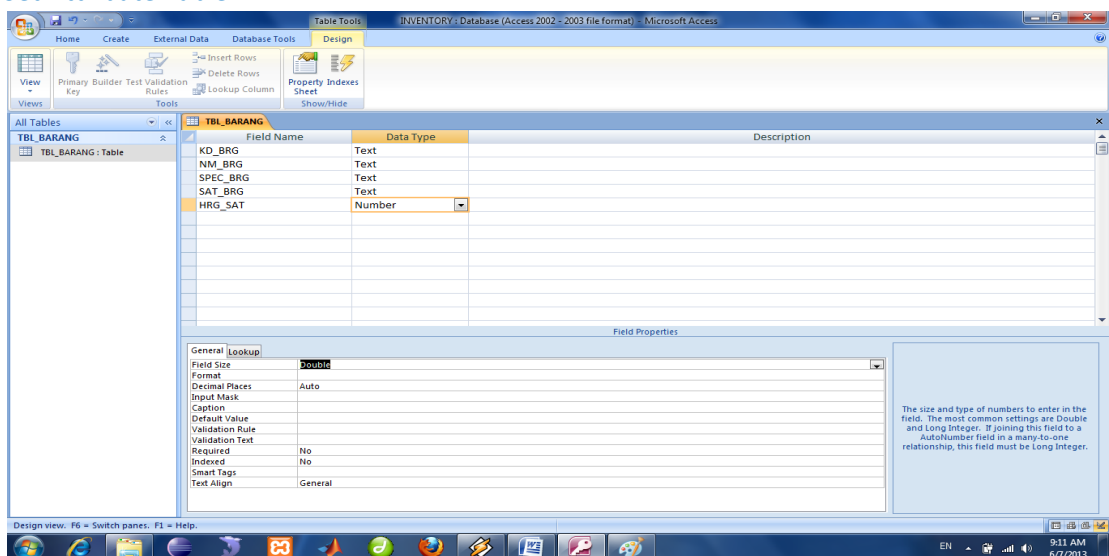 Table Tools
INVENTORY : Database (Access 2002 - 2003 file format) - Microsoft Access
Home Create External Data Database Tools Design
View
Primary Key
Builder
Test Validation Rules
Insert Rows
Delete Rows
Lookup Column
Property Sheet
Indexes
Views Tools Show/Hide
All Tables
TBL_BARANG
TBL_BARANG : Table
TBL_BARANG
Field Name Data Type Description
KD_BRG Text
NM_BRG Text
SPEC_BRG Text
SAT_BRG Text
HRG_SAT Number
Field Properties
General Lookup
Field Size Double
Format
Decimal Places Auto
Input Mask
Caption
Default Value
Validation Rule
Validation Text
Required No
Indexed No
Smart Tags
Text Align General
The size and type of numbers to enter in the
field. The most common settings are Double
and Long Integer. If joining this field to a
AutoNumber field in a many-to-one
relationship, this field must be Long Integer.
Design view. F6 = Switch panes. F1 = Help.
EN
9:11 AM
6/7/2013